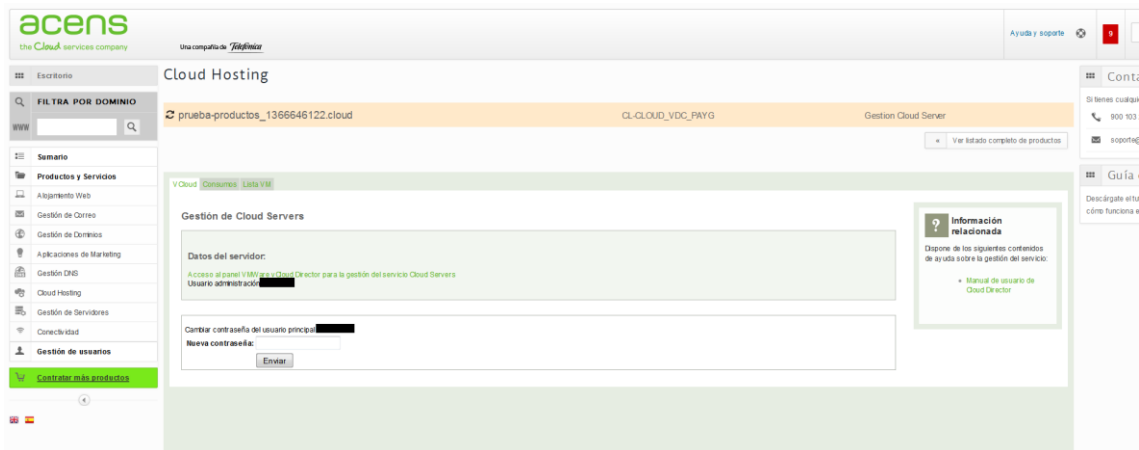 acens
the Cloud services company
Una compañía de Telefónica
Ayuda y soporte
9
Escritorio
FILTRA POR DOMINIO
www
Sumario
Productos y Servicios
Alojamiento Web
Gestión de Correo
Gestión de Dominios
Aplicaciones de Marketing
Gestión DNS
Cloud Hosting
Gestión de Servidores
Conectividad
Gestión de usuarios
Contratar más productos
Cloud Hosting
prueba-productos_1366646122.cloud CL-CLOUD_VDC_PAYG Gestion Cloud Server
Ver listado completo de productos
VCloud Consumos Lista VM
Gestión de Cloud Servers
Datos del servidor:
Acceso al panel VMWare vCloud Director para la gestión del servicio Cloud Servers
Usuario administración
Cambiar contraseña del usuario principal
Nueva contraseña:
Enviar
?
Información
relacionada
Dispone de los siguientes contenidos
de ayuda sobre la gestión del servicio:
Manual de usuario de
Cloud Director
Conta
Si tienes cualqui
900 103
soporte@
Guía
Descárgate el tu
cómo funciona e